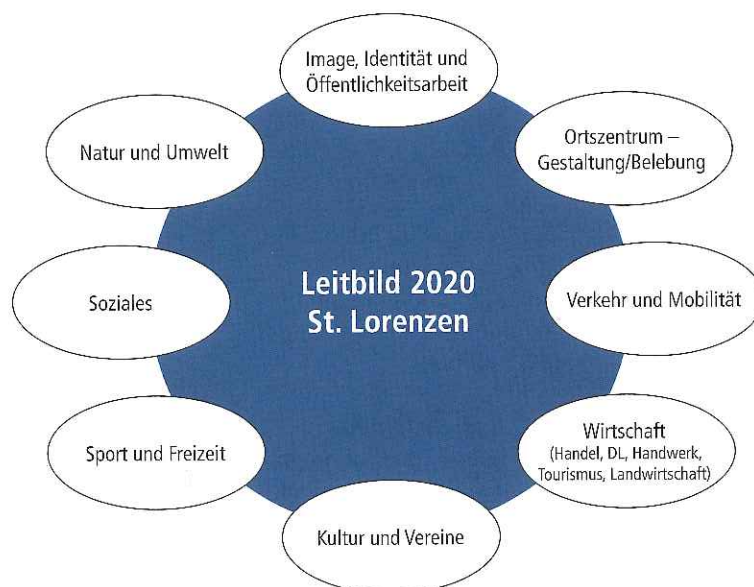 Image, Identität und
Öffentlichkeitsarbeit
Ortszentrum –
Gestaltung/Belebung
Verkehr und Mobilität
Wirtschaft
(Handel, DL, Handwerk,
Tourismus, Landwirtschaft)
Kultur und Vereine
Sport und Freizeit
Soziales
Natur und Umwelt
Leitbild 2020
St. Lorenzen